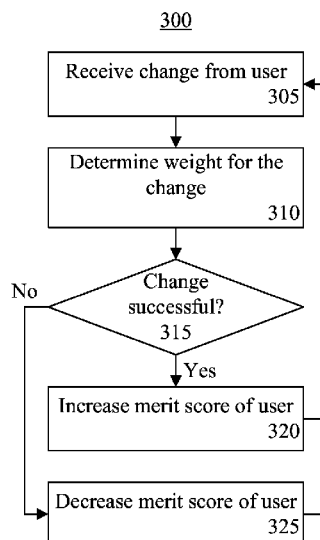 300
Receive change from user
305
Determine weight for the
change
310
Change
successful?
315
No
Yes
Increase merit score of user
320
Decrease merit score of user
325